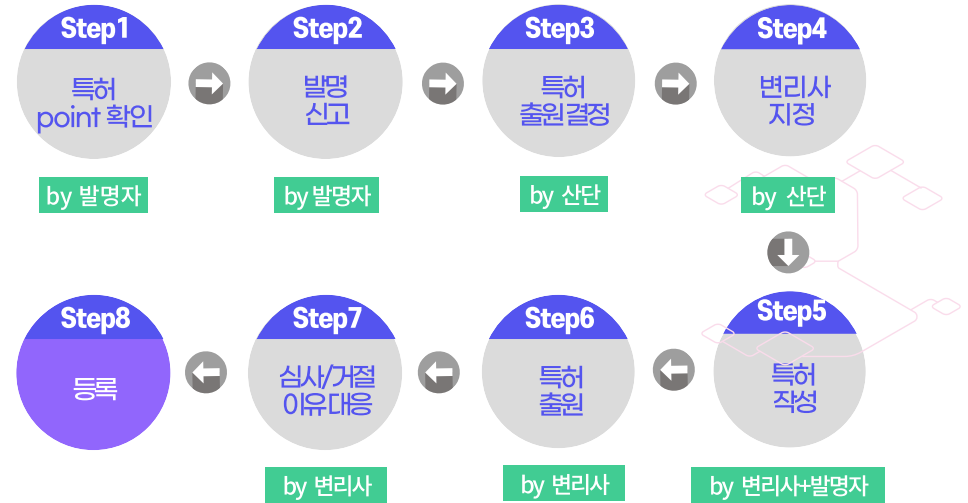 Step1
특허
point 확인
by 발명자
Step2
발명
신고
by 발명자
Step3
특허
출원결정
by 산단
Step4
변리사
지정
by 산단
Step5
특허
작성
by 변리사+발명자
Step6
특허
출원
by 변리사
Step7
심사/거절
이유대응
by 변리사
Step8
등록